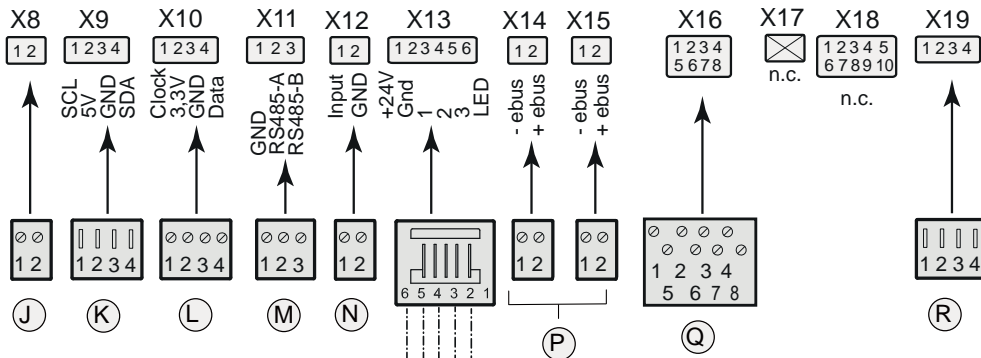 X8 X9 X10 X11 X12 X13 X14 X15 X16 X17 X18 X19
1 2
1 2 3 4
1 2 3 4
1 2 3
1 2
1 2 3 4 5 6
1 2
1 2
1 2 3 4
5 6 7 8
n.c.
1 2 3 4 5
6 7 8 9 10
n.c.
1 2 3 4
SCL
5V
GND
SDA
Clock
3,3V
GND
Data
GND
RS485-A
RS485-B
Input
GND
+24V
Gnd
1
2
3
LED
- ebus
+ ebus
- ebus
+ ebus
1 2
1 2 3 4
1 2 3 4
1 2 3
1 2
6 5 4 3 2 1
1 2
1 2
1 2 3 4
5 6 7 8
1 2 3 4
J K L M N P Q R